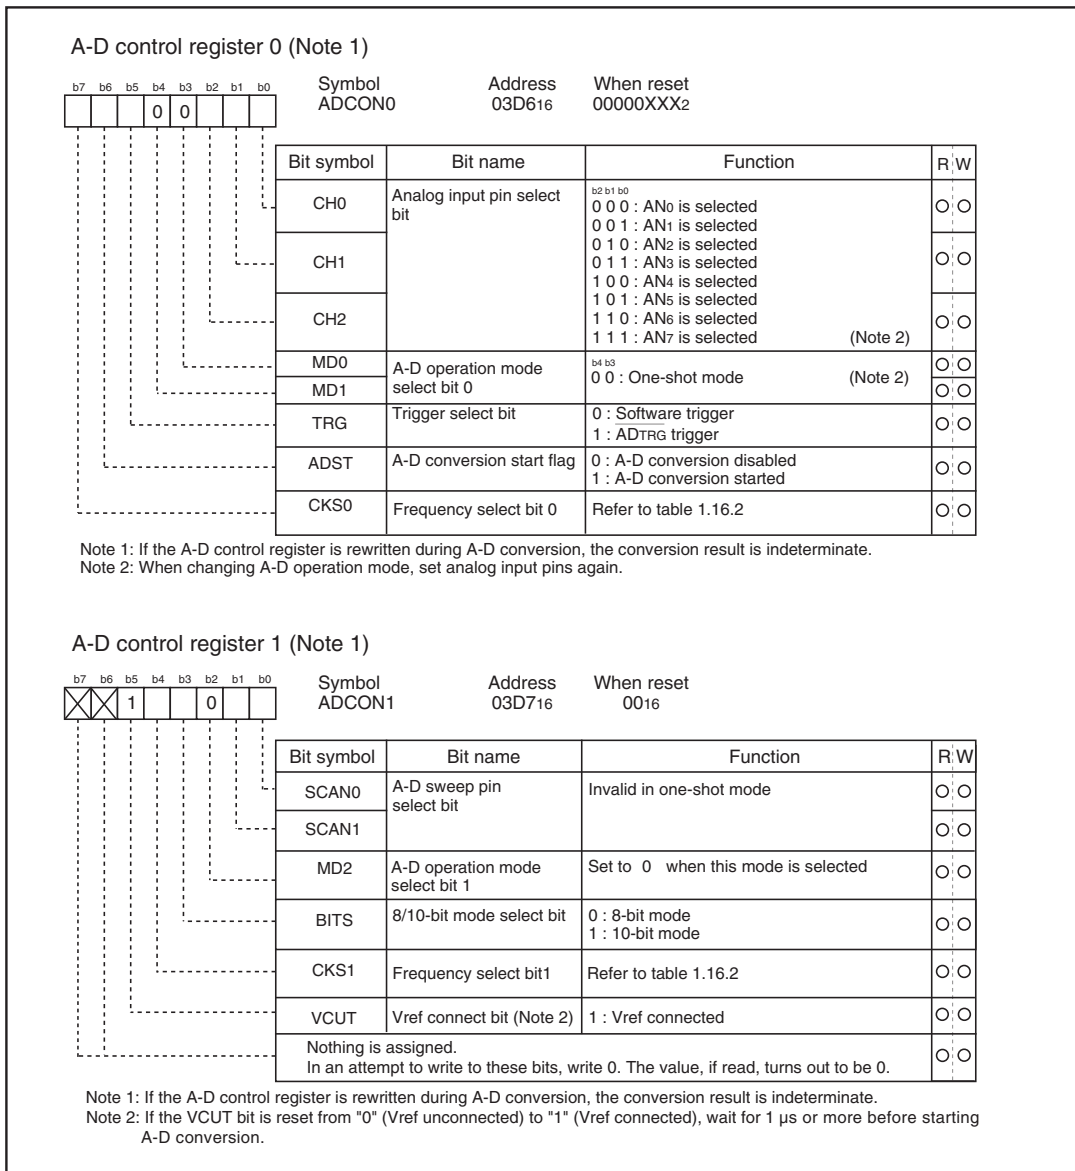 A-D control register 0 (Note 1)
b7 b6 b5 b4 b3 b2 b1 b0
0 0
Symbol Address When reset
ADCON0 03D616 00000XXX2
Bit symbol Bit name Function R W
CH0 Analog input pin select bit
b2 b1 b0
0 0 0 : AN0 is selected
0 0 1 : AN1 is selected
0 1 0 : AN2 is selected
CH1 0 1 1 : AN3 is selected
1 0 0 : AN4 is selected
1 0 1 : AN5 is selected
CH2 1 1 0 : AN6 is selected
1 1 1 : AN7 is selected (Note 2)
MD0 A-D operation mode
MD1 select bit 0
b4 b3
0 0 : One-shot mode (Note 2)
TRG Trigger select bit 0 : Software trigger
1 : ADTRG trigger
ADST A-D conversion start flag 0 : A-D conversion disabled
1 : A-D conversion started
CKS0 Frequency select bit 0 Refer to table 1.16.2
Note 1: If the A-D control register is rewritten during A-D conversion, the conversion result is indeterminate.
Note 2: When changing A-D operation mode, set analog input pins again.
A-D control register 1 (Note 1)
b7 b6 b5 b4 b3 b2 b1 b0
1 0
Symbol Address When reset
ADCON1 03D716 0016
Bit symbol Bit name Function R W
SCAN0 A-D sweep pin Invalid in one-shot mode
select bit
SCAN1
MD2 A-D operation mode Set to 0 when this mode is selected
select bit 1
BITS 8/10-bit mode select bit 0 : 8-bit mode
1 : 10-bit mode
CKS1 Frequency select bit1 Refer to table 1.16.2
VCUT Vref connect bit (Note 2) 1 : Vref connected
Nothing is assigned.
In an attempt to write to these bits, write 0. The value, if read, turns out to be 0.
Note 1: If the A-D control register is rewritten during A-D conversion, the conversion result is indeterminate.
Note 2: If the VCUT bit is reset from "0" (Vref unconnected) to "1" (Vref connected), wait for 1 µs or more before starting
A-D conversion.